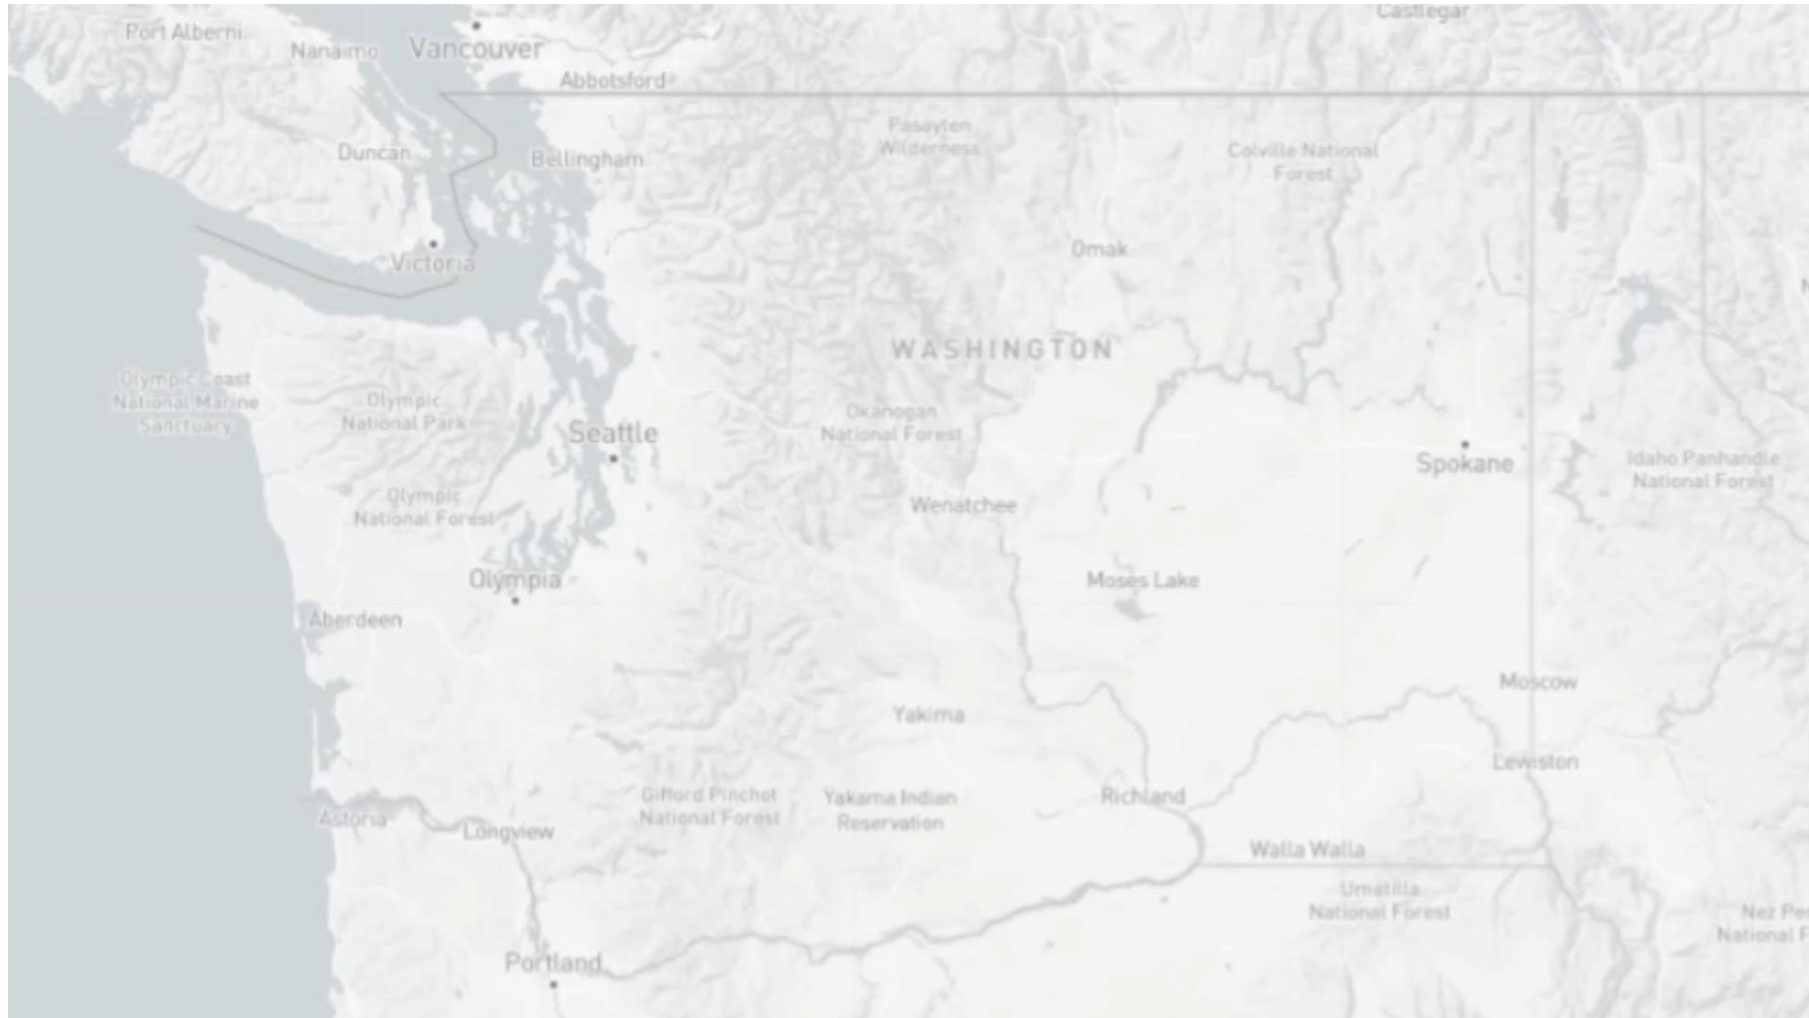 Castlegar
Port Alberni
Nanaimo
Vancouver
Abbotsford
Pasayten
Wilderness
Duncan
Bellingham
Colville National
Forest
Omak
Victoria
WASHINGTON
Olympic Coast
National Marine
Sanctuary
Olympic
National Park
Okanogan
National Forest
Seattle
Spokane
Idaho Panhandle
National Forest
Olympic
National Forest
Wenatchee
Olympia
Moses Lake
Aberdeen
Moscow
Yakima
Lewiston
Gifford Pinchot
National Forest
Yakama Indian
Reservation
Richland
Astoria
Longview
Walla Walla
Umatilla
National Forest
Nez Pe
National F
Portland